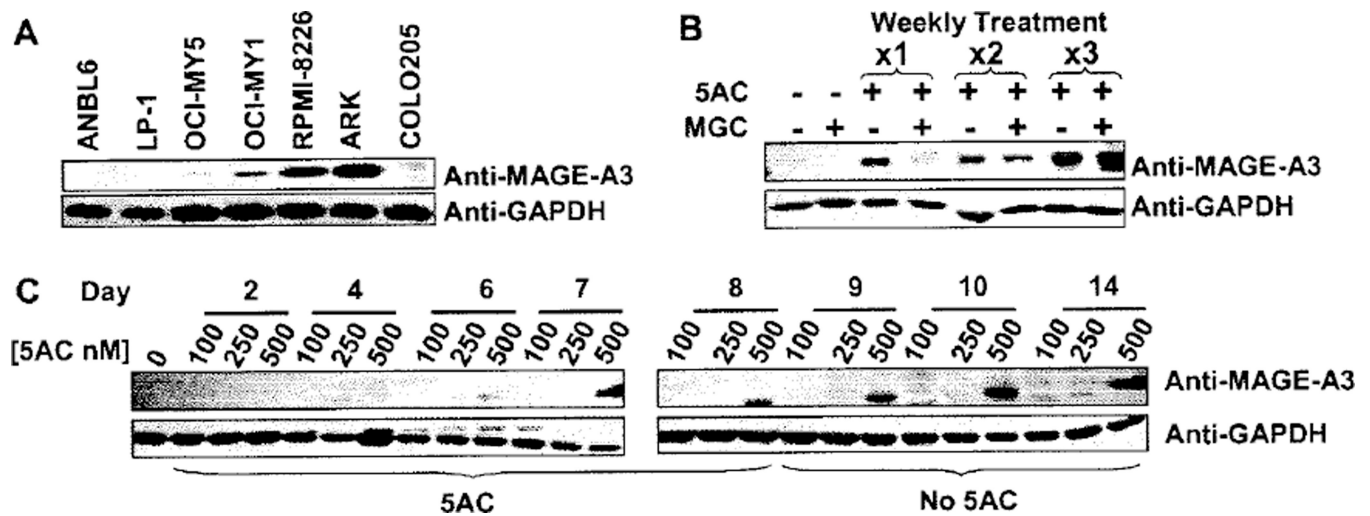 A
ANBL6
LP-1
OCI-MY5
OCI-MY1
RPMI-8226
ARK
COLO205
Anti-MAGE-A3
Anti-GAPDH
B
Weekly Treatment
x1 x2 x3
5AC - - + + + + + +
MGC - + - + - + - +
Anti-MAGE-A3
Anti-GAPDH
C Day 2 4 6 7 8 9 10 14
[5AC nM] 0 100 250 500 100 250 500 100 250 500 100 250 500 100 250 500 100 250 500 100 250 500 100 250 500
Anti-MAGE-A3
Anti-GAPDH
5AC No 5AC